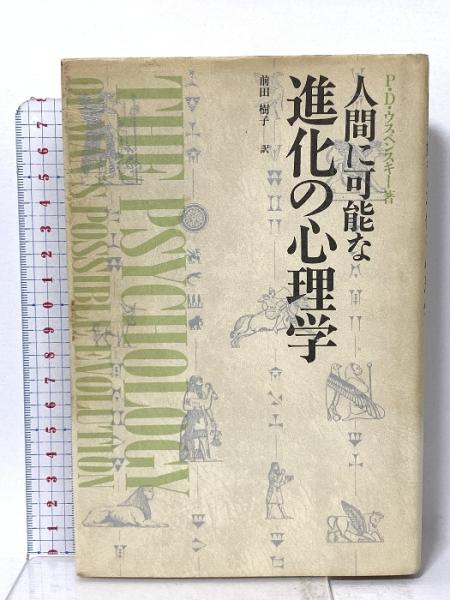 P・D・ウスペンスキー 著
人間に可能な
進化の心理学
前田 樹子 訳
THE PSYCHOLOGY
OF MAN'S POSSIBLE EVOLUTION